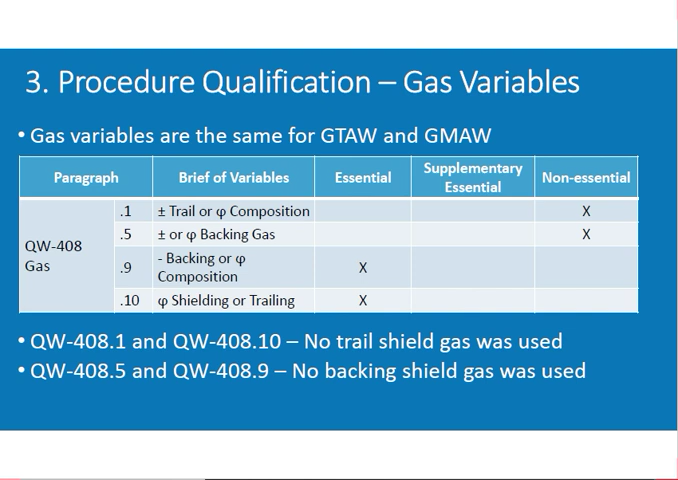 3. Procedure Qualification – Gas Variables
• Gas variables are the same for GTAW and GMAW
Paragraph Brief of Variables Essential Supplementary Essential Non-essential
QW-408 Gas
.1 ± Trail or φ Composition X
.5 ± or φ Backing Gas X
.9 - Backing or φ Composition X
.10 φ Shielding or Trailing X
• QW-408.1 and QW-408.10 – No trail shield gas was used
• QW-408.5 and QW-408.9 – No backing shield gas was used